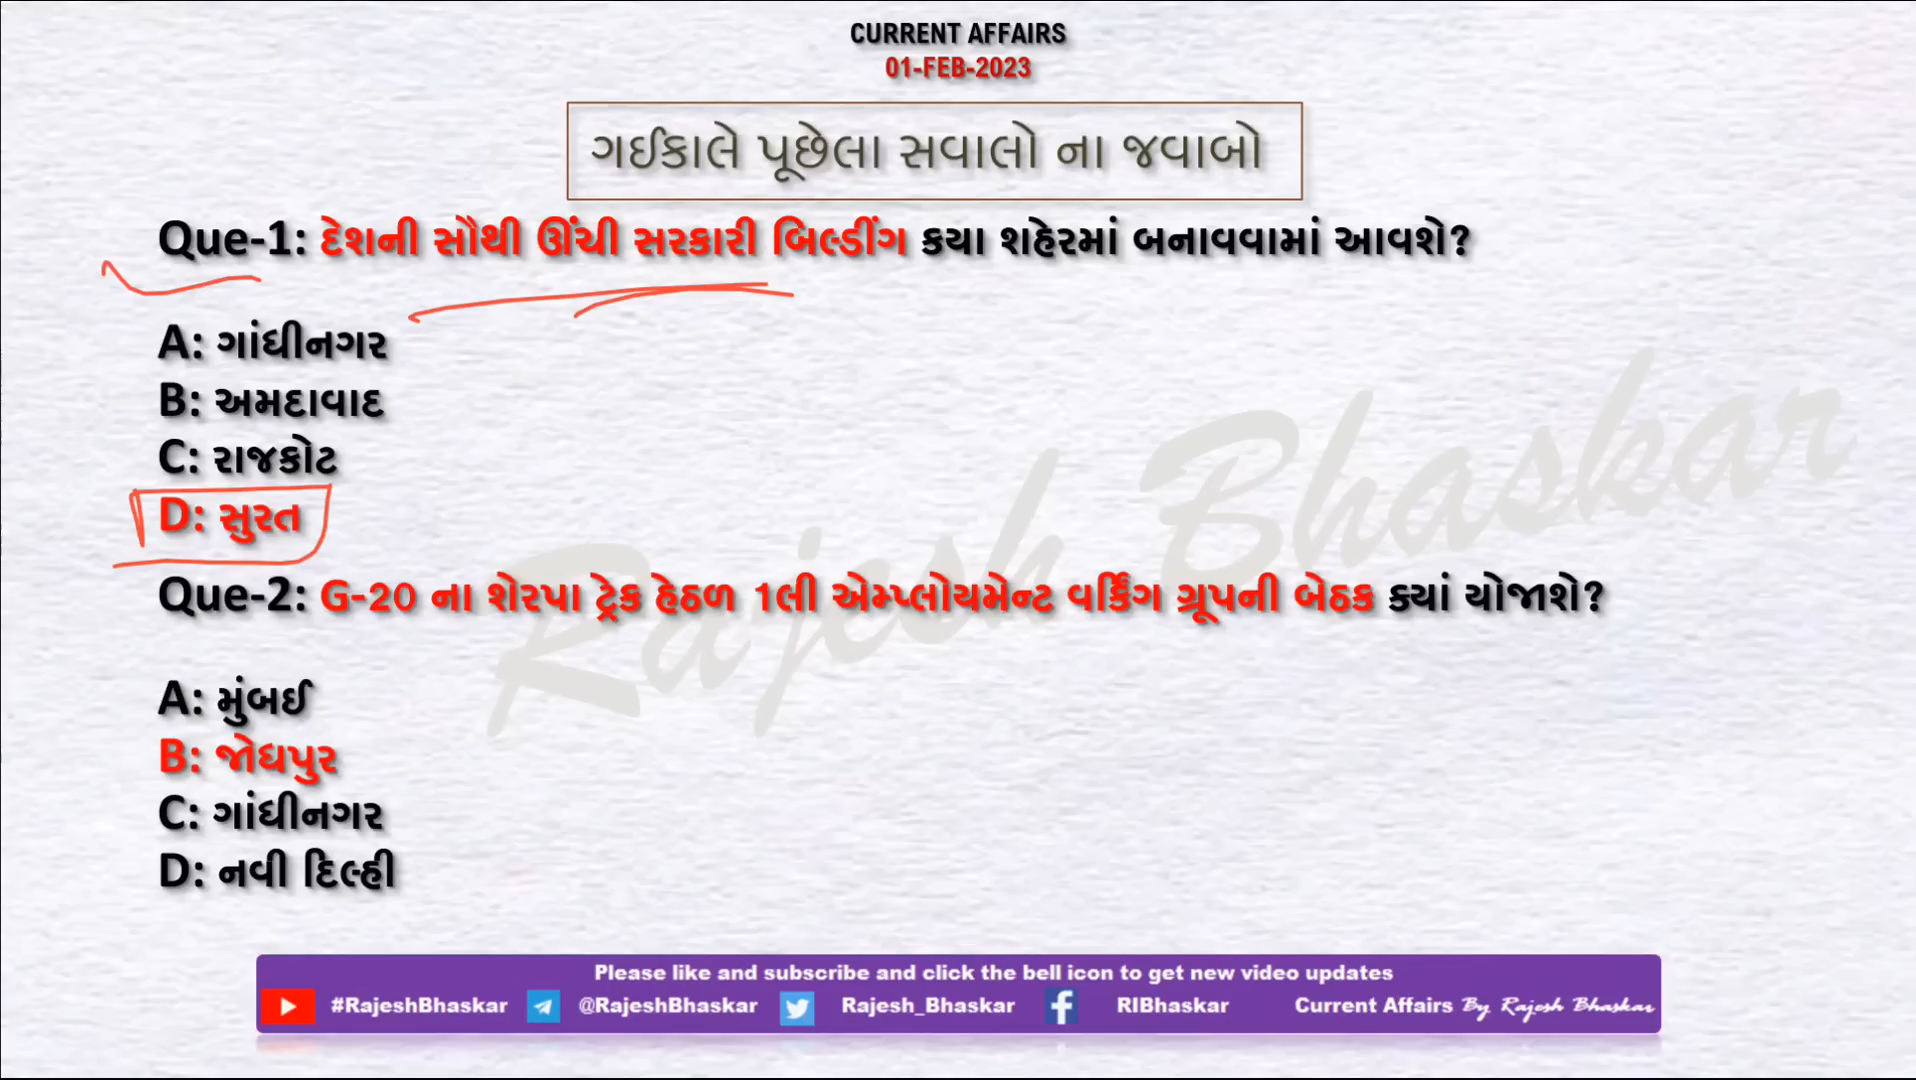 CURRENT AFFAIRS
01-FEB-2023
ગઈકાલે પૂછેલા સવાલો ના જવાબો
Que-1: દેશની સૌથી ઊંચી સરકારી બિલ્ડીંગ કયા શહેરમાં બનાવવામાં આવશે?
A: ગાંધીનગર
B: અમદાવાદ
C: રાજકોટ
D: સુરત
Que-2: G-20 ના શેરપા ટ્રેક હેઠળ 1લી એમ્પ્લોયમેન્ટ વર્કિંગ ગ્રૂપની બેઠક ક્યાં યોજાશે?
A: મુંબઈ
B: જોધપુર
C: ગાંધીનગર
D: નવી દિલ્હી
Rajesh Bhaskar
Please like and subscribe and click the bell icon to get new video updates
#RajeshBhaskar @RajeshBhaskar Rajesh_Bhaskar RIBhaskar Current Affairs By Rajesh Bhaskar